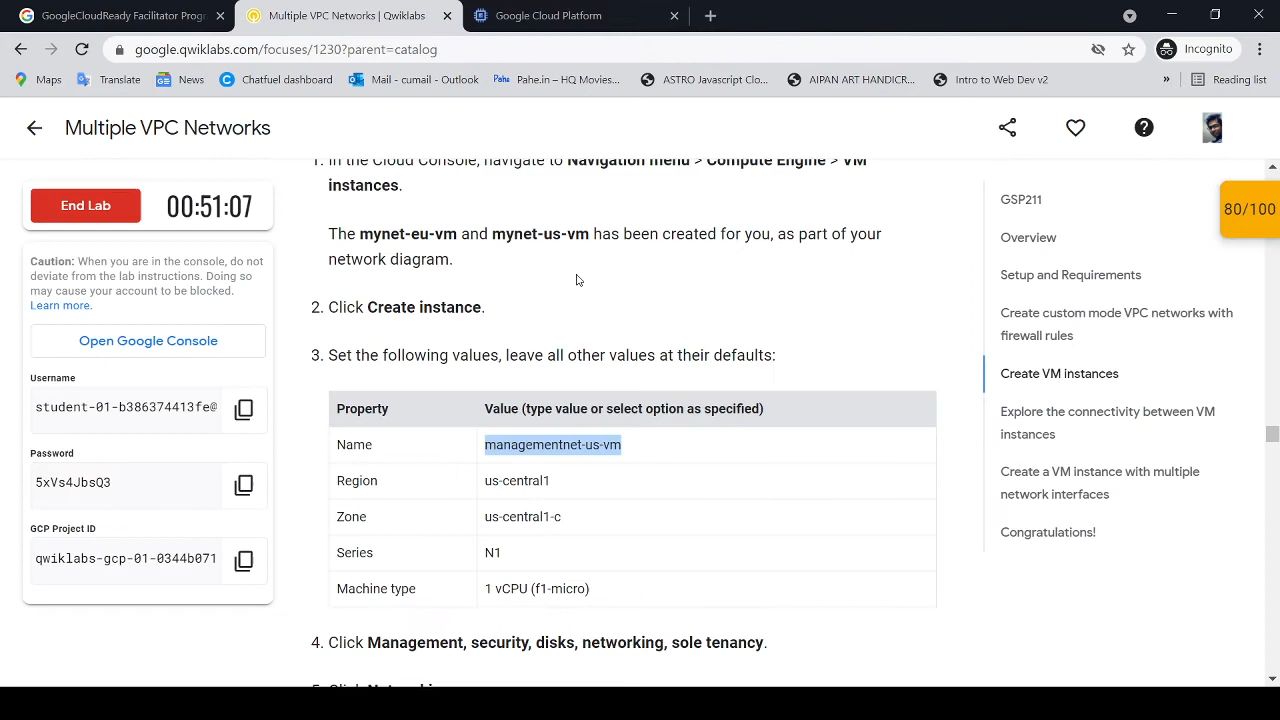 GoogleCloudReady Facilitator Progr
Multiple VPC Networks | Qwiklabs
Google Cloud Platform
google.qwiklabs.com/focuses/1230?parent=catalog
Incognito
Maps
Translate
News
Chatfuel dashboard
Mail - cumail - Outlook
Pahe.in – HQ Movies...
ASTRO Javascript Clo...
AIPAN ART HANDICR...
Intro to Web Dev v2
»
Reading list
Multiple VPC Networks
End Lab
00:51:07
Caution: When you are in the console, do not
deviate from the lab instructions. Doing so
may cause your account to be blocked.
Learn more.
Open Google Console
Username
student-01-b386374413fe@
Password
5xVs4JbsQ3
GCP Project ID
qwiklabs-gcp-01-0344b071
1. In the Cloud Console, navigate to Navigation menu > Compute Engine > VM
instances.
The mynet-eu-vm and mynet-us-vm has been created for you, as part of your
network diagram.
2. Click Create instance.
3. Set the following values, leave all other values at their defaults:
Property Value (type value or select option as specified)
Name managementnet-us-vm
Region us-central1
Zone us-central1-c
Series N1
Machine type 1 vCPU (f1-micro)
4. Click Management, security, disks, networking, sole tenancy.
GSP211
Overview
Setup and Requirements
Create custom mode VPC networks with
firewall rules
Create VM instances
Explore the connectivity between VM
instances
Create a VM instance with multiple
network interfaces
Congratulations!
80/100